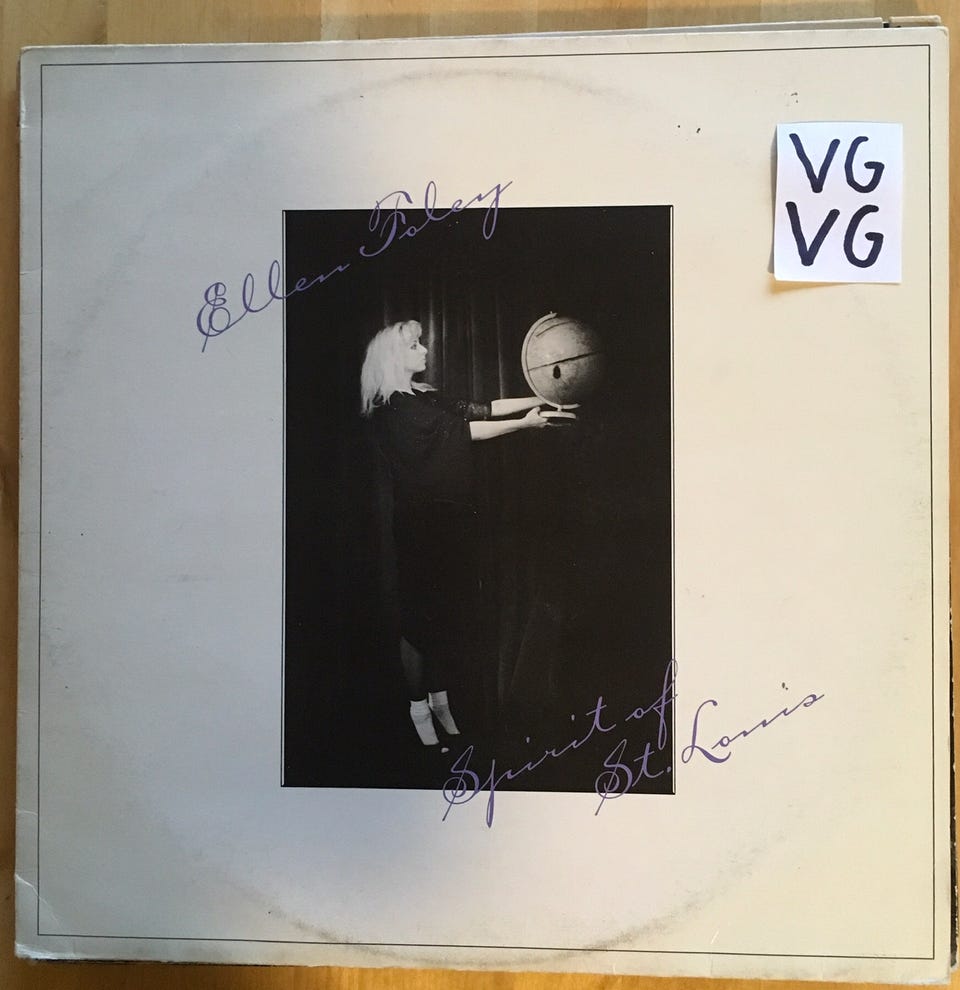 VG
VG
Ellen Foley
Spirit of
St. Louis